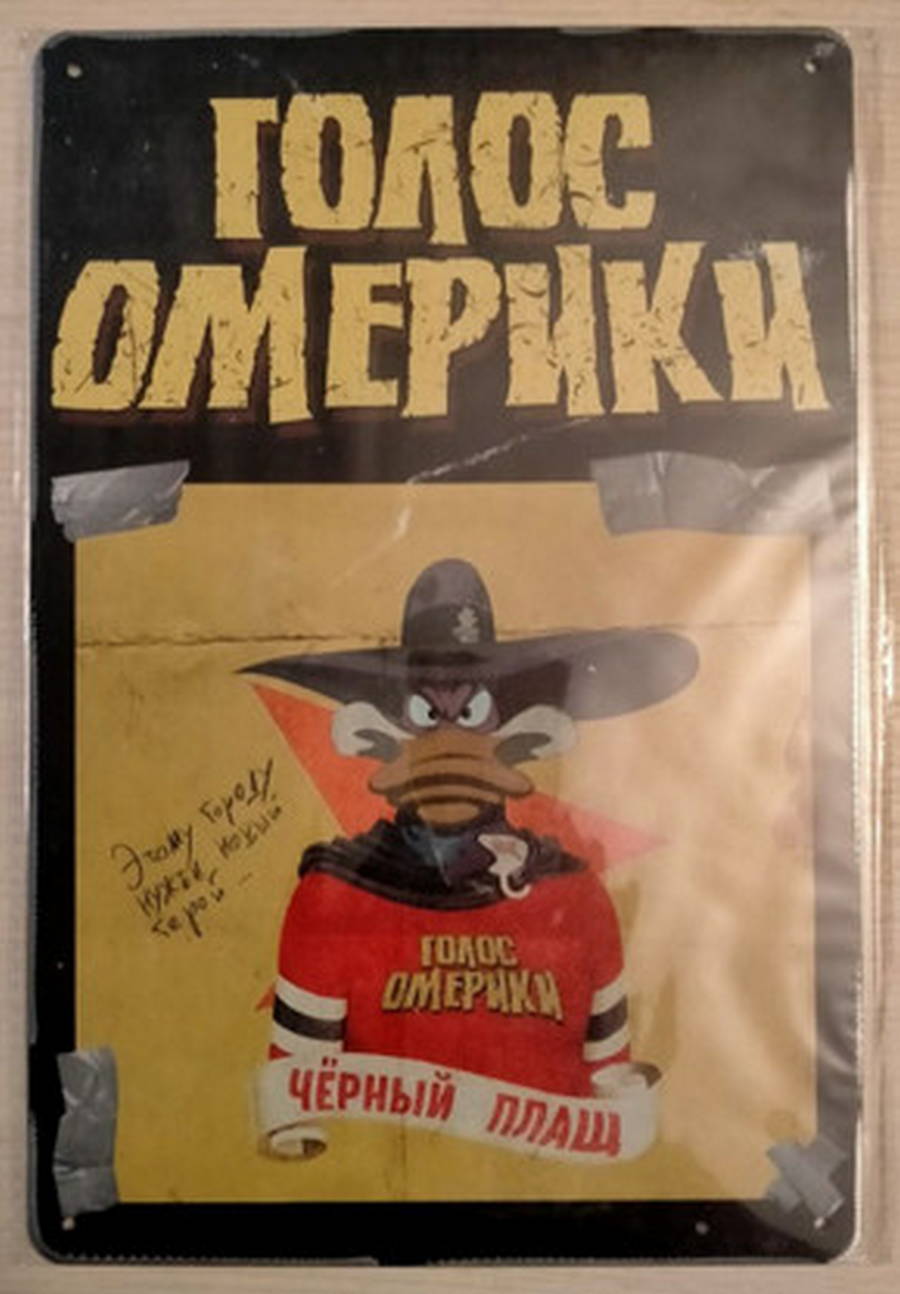 ГОЛОС
ОМЕРИКИ
Этому городу
нужен новый
герой
ГОЛОС
ОМЕРИКИ
ЧЁРНЫЙ ПЛАЩ